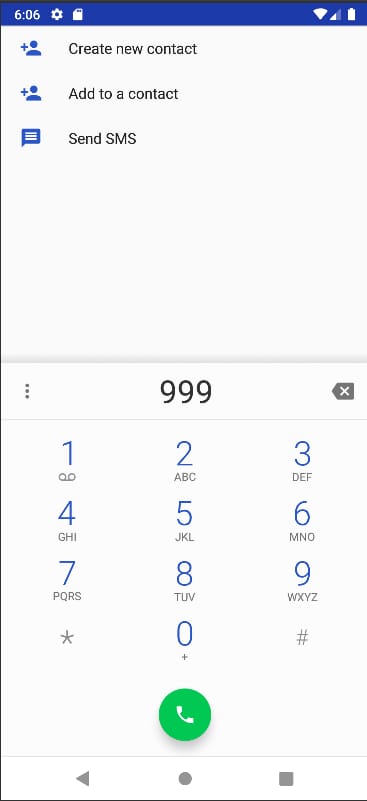 6:06
Create new contact
Add to a contact
Send SMS
999
1 2 3
ABC DEF
4 5 6
GHI JKL MNO
7 8 9
PQRS TUV WXYZ
* 0 #
+